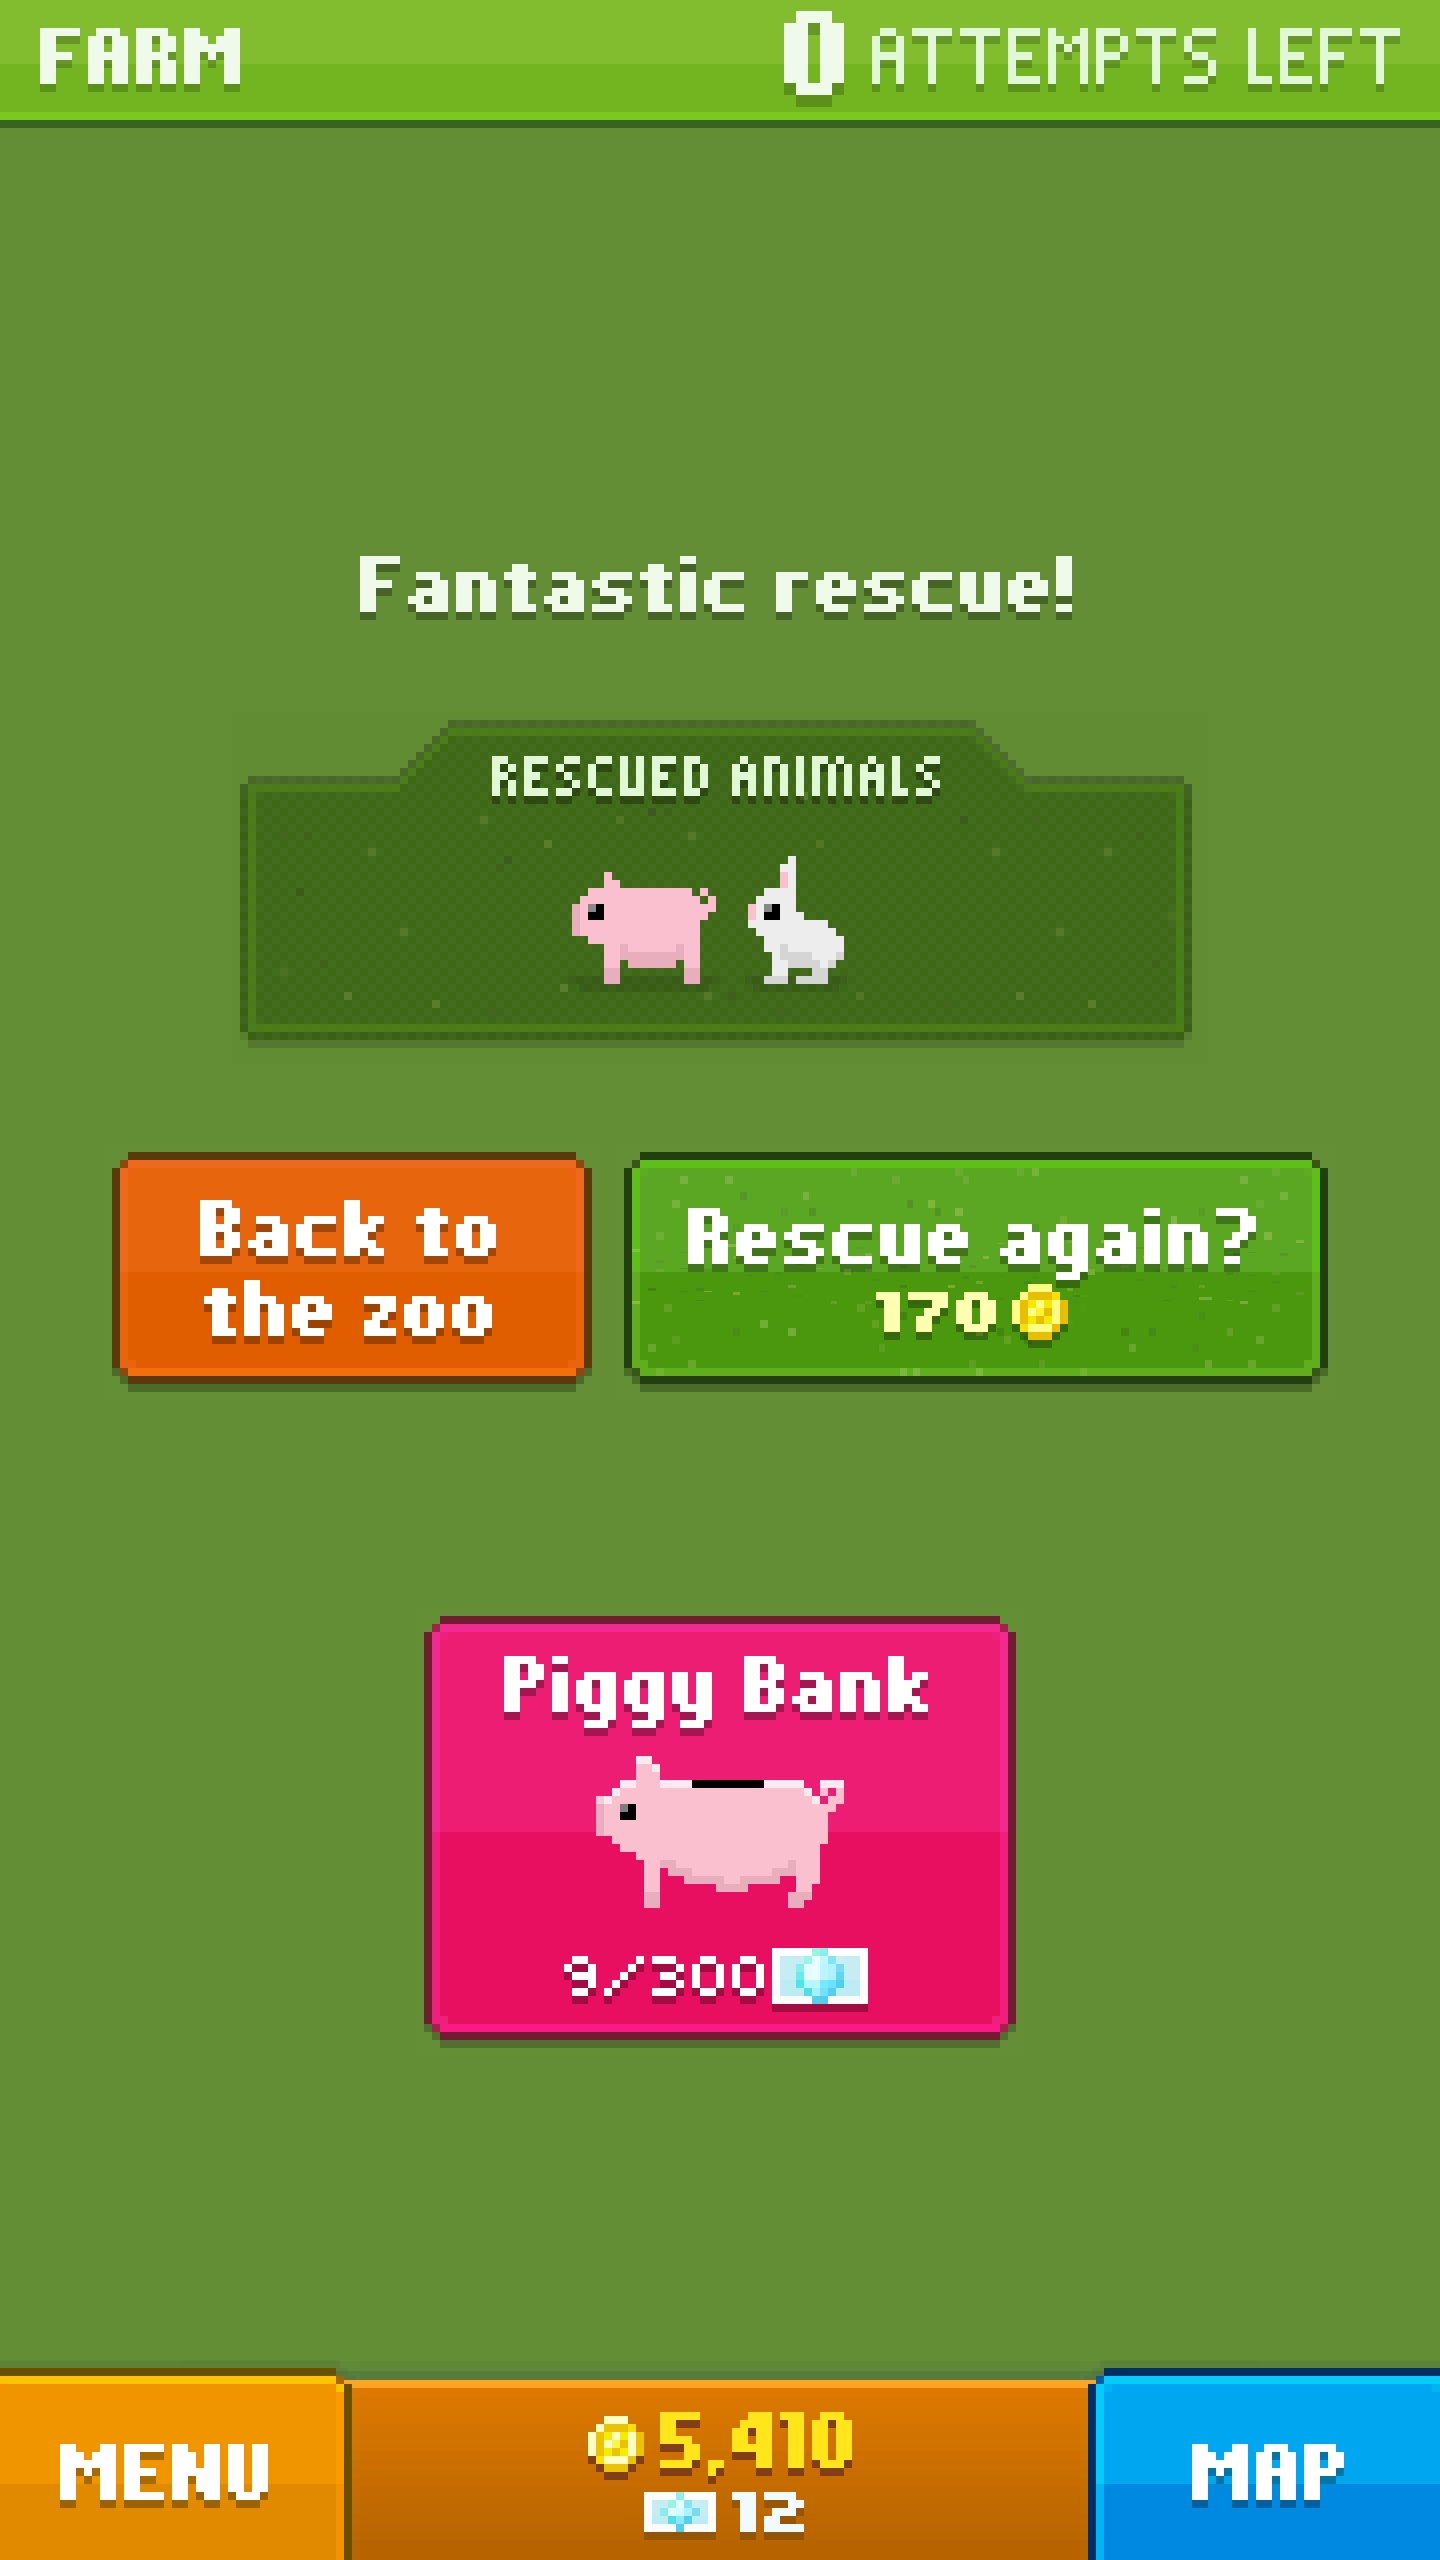 FARM
0 ATTEMPTS LEFT
Fantastic rescue!
RESCUED ANIMALS
Back to
the zoo
Rescue again?
170
Piggy Bank
9/300
MENU
5,410
12
MAP